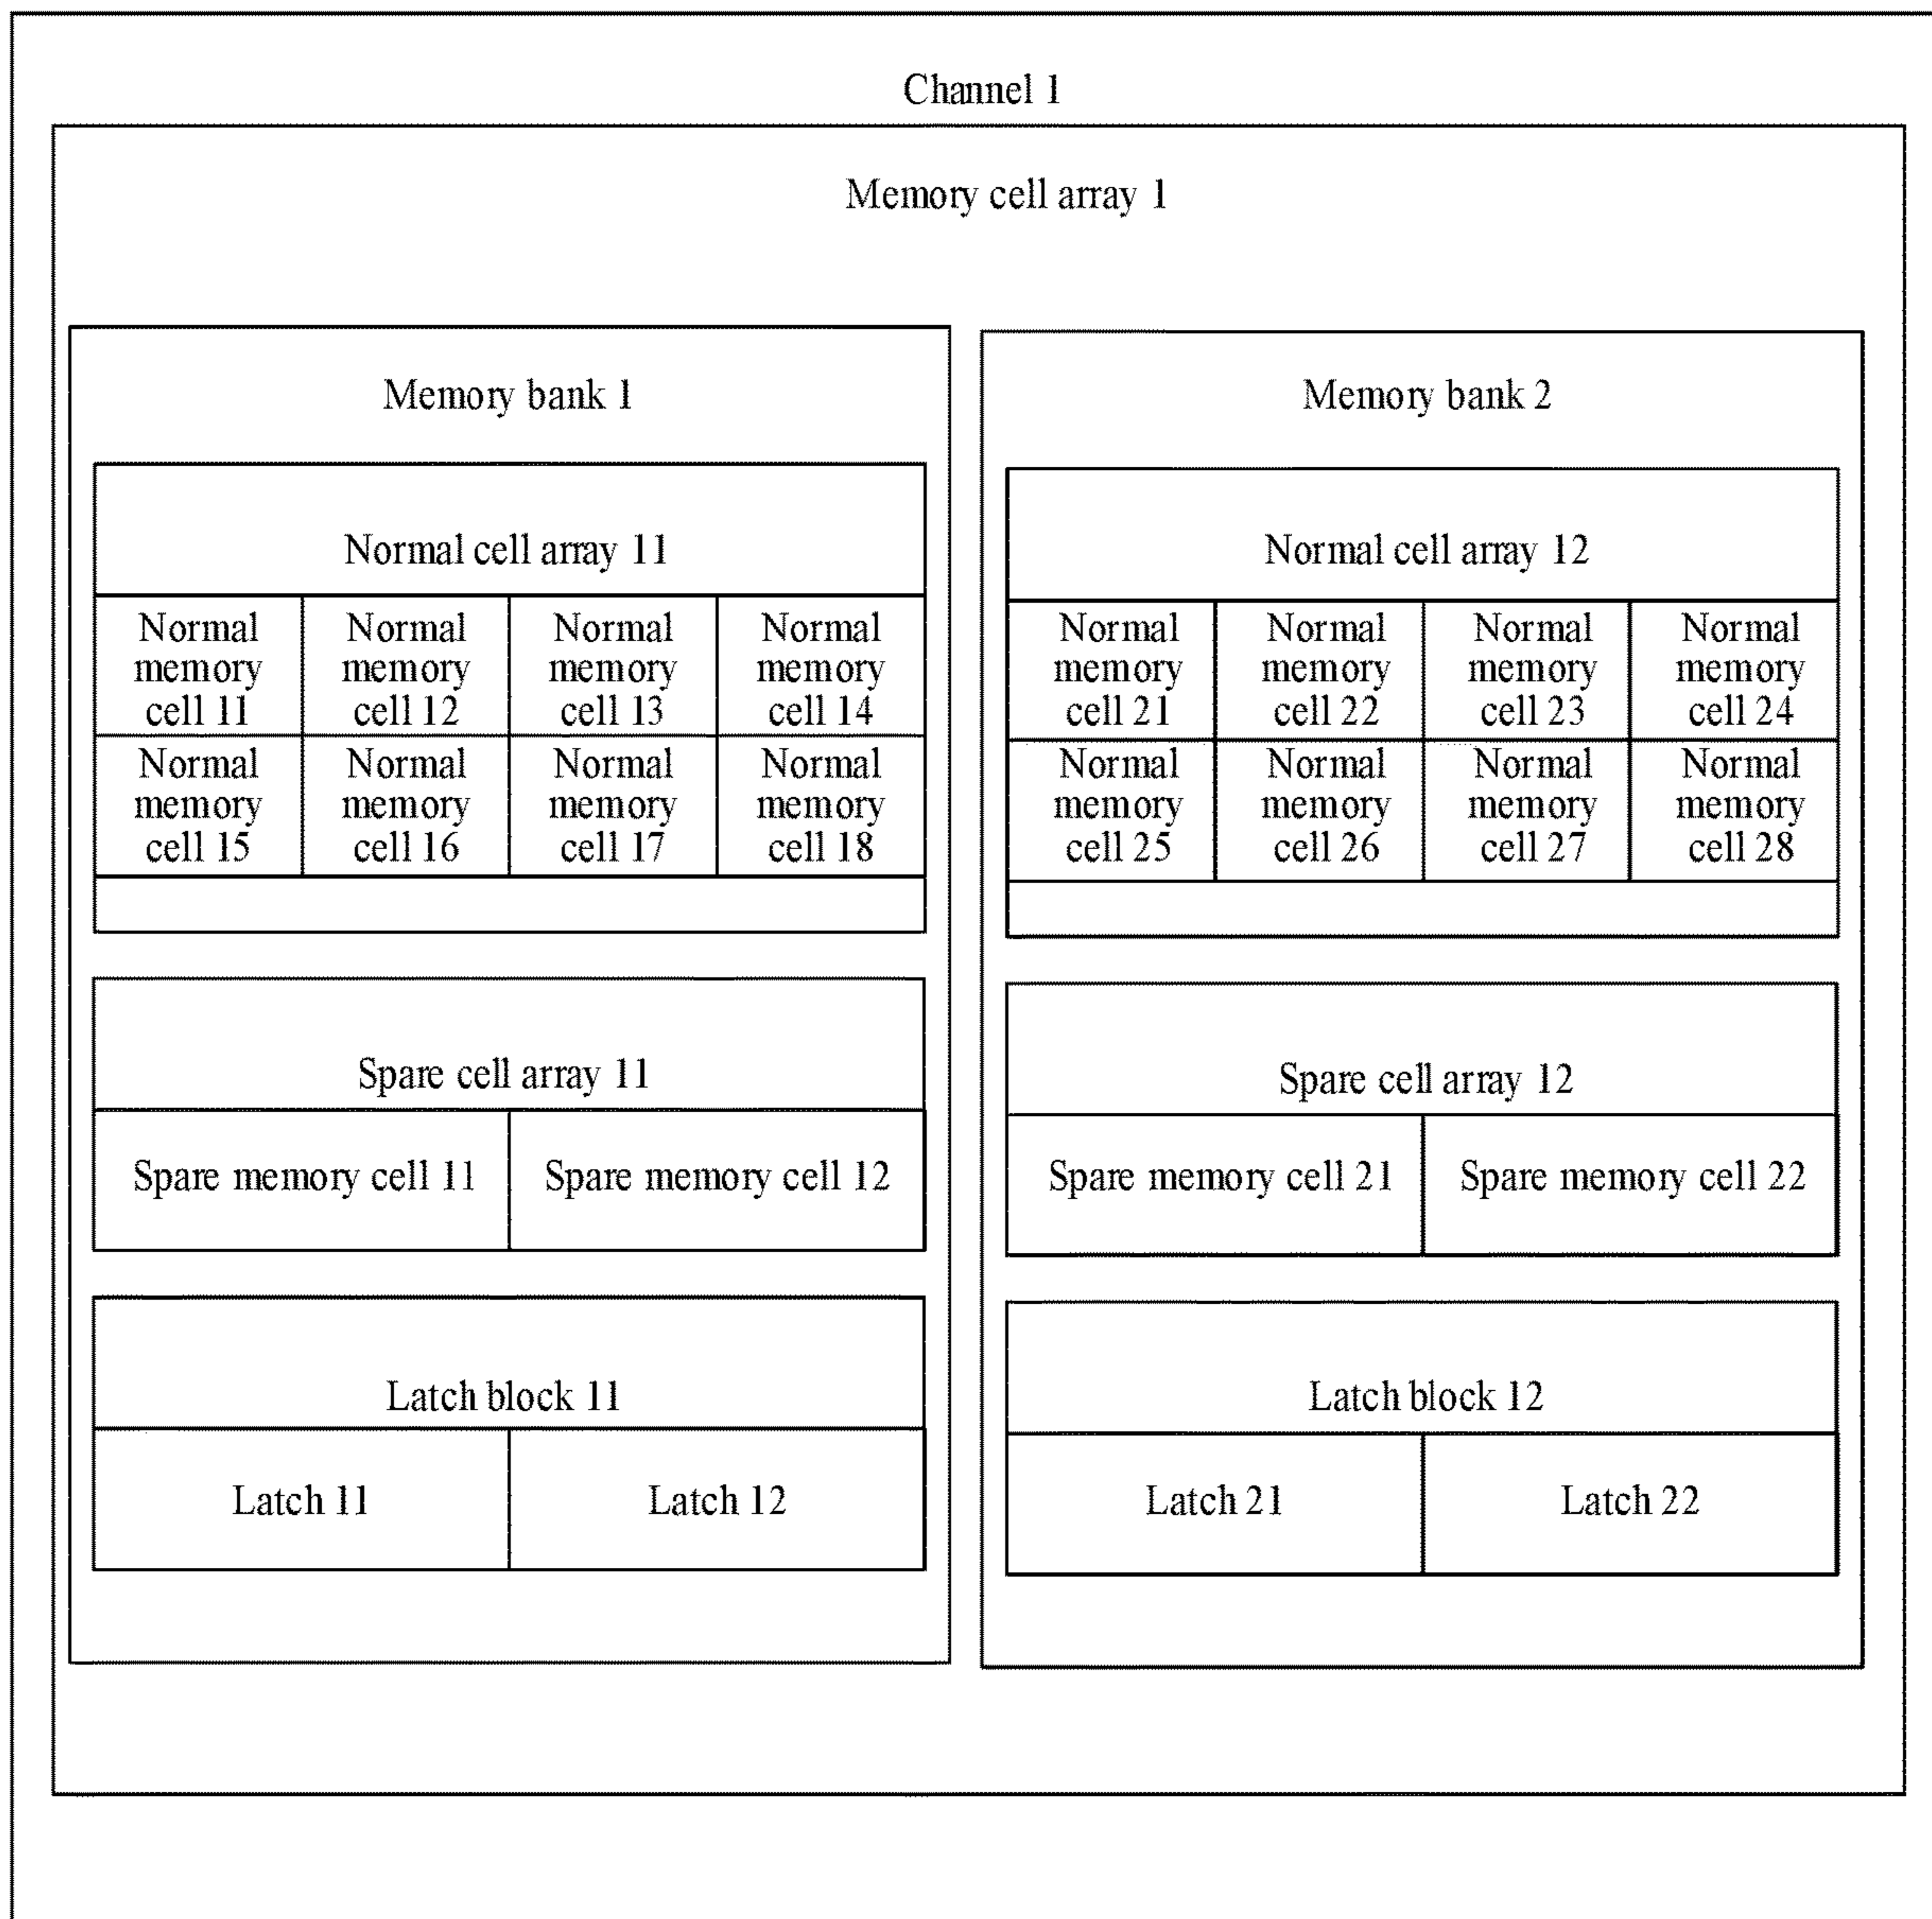 Channel 1
Memory cell array 1
Memory bank 1
Normal cell array 11
Normal
memory
cell 11
Normal
memory
cell 12
Normal
memory
cell 13
Normal
memory
cell 14
Normal
memory
cell 15
Normal
memory
cell 16
Normal
memory
cell 17
Normal
memory
cell 18
Spare cell array 11
Spare memory cell 11
Spare memory cell 12
Latch block 11
Latch 11
Latch 12
Memory bank 2
Normal cell array 12
Normal
memory
cell 21
Normal
memory
cell 22
Normal
memory
cell 23
Normal
memory
cell 24
Normal
memory
cell 25
Normal
memory
cell 26
Normal
memory
cell 27
Normal
memory
cell 28
Spare cell array 12
Spare memory cell 21
Spare memory cell 22
Latch block 12
Latch 21
Latch 22